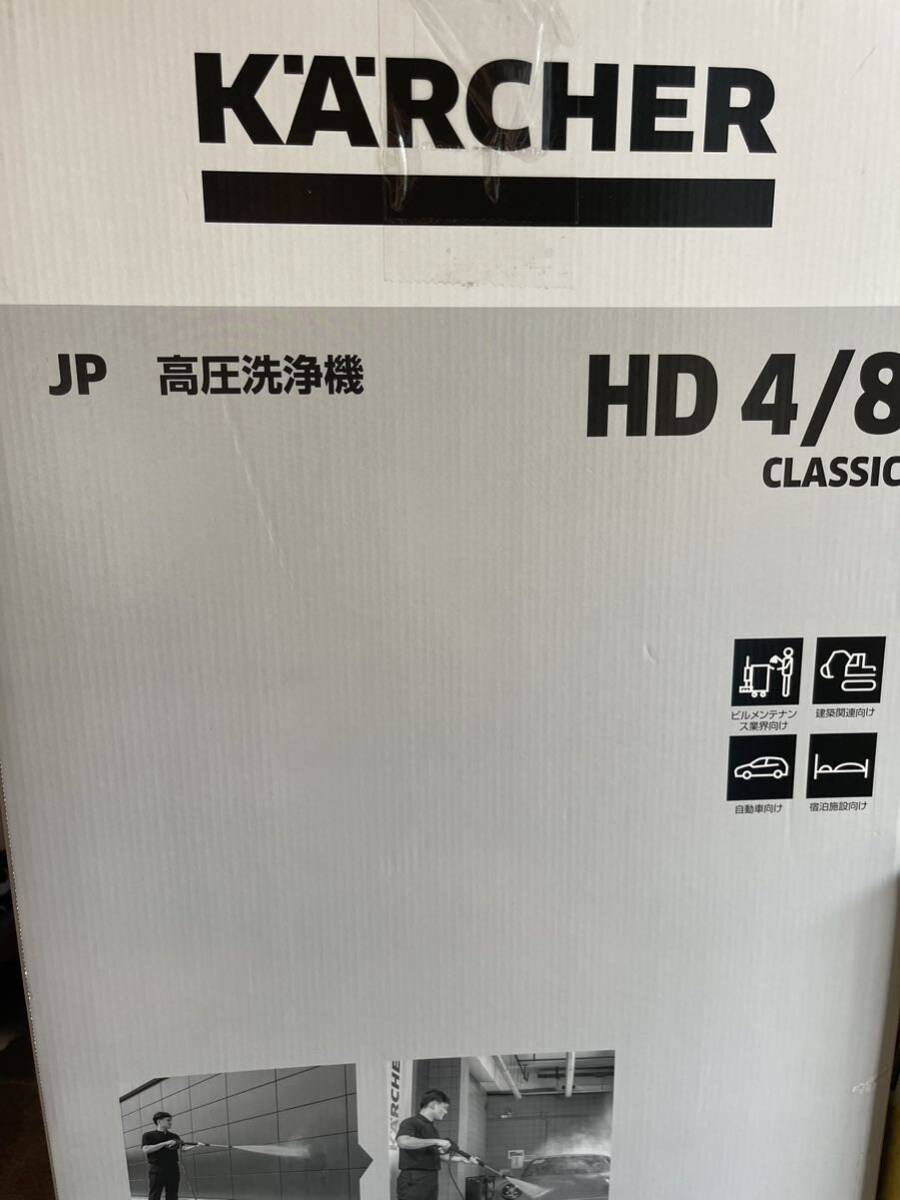 KÄRCHER
JP 高圧洗浄機
HD 4/8
CLASSIC
ビルメンテナン
ス業界向け
建築関連向け
自動車向け
宿泊施設向け
KÄRCHE